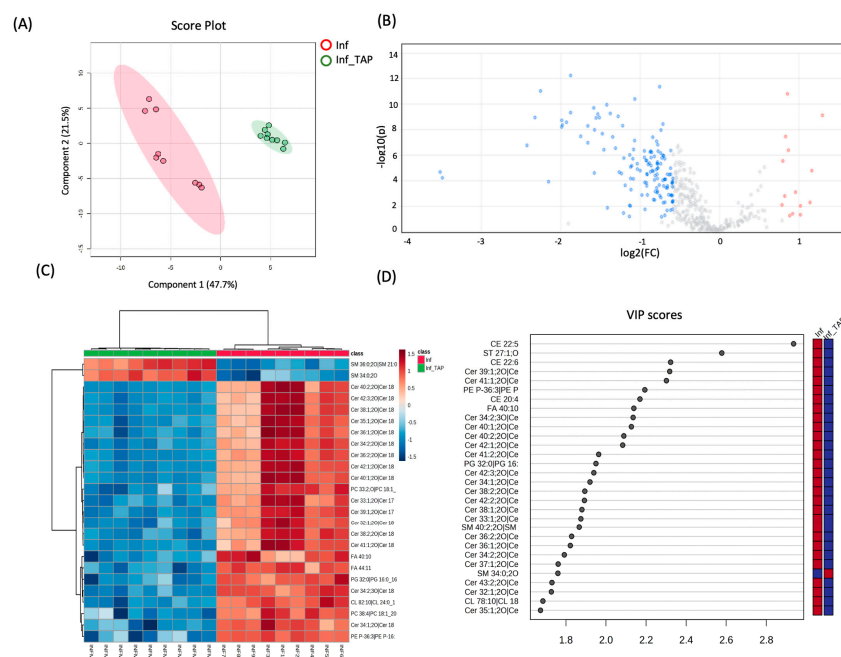 (A)
Score Plot
Inf
Inf_TAP
Component 2 (21.5%)
10
5
0
-5
-10
-15
-10
-5
0
5
Component 1 (47.7%)
(B)
-log10(p)
14
12
10
8
6
4
2
0
-4
-3
-2
-1
0
1
log2(FC)
(C)
class
SM 34:0;2O
Cer 40:2;2O|Cer 18
Cer 42:3;2O|Cer 18
Cer 38:1;2O|Cer 18
Cer 35:1;2O|Cer 18
Cer 36:1;2O|Cer 18
Cer 34:2;2O|Cer 18
Cer 36:2;2O|Cer 18
Cer 42:1;2O|Cer 18
Cer 40:1;2O|Cer 18
PC 33:2;O|PC 18:1_
Cer 33:1;2O|Cer 17
Cer 39:1;2O|Cer 17
Cer 32:1;2O|Cer 18
Cer 38:2;2O|Cer 18
Cer 41:1;2O|Cer 18
FA 40:10
FA 44:11
PG 32:0|PG 16:0_16
Cer 34:2;3O|Cer 18
CL 82:10|CL 24:0_1
PC 38:4|PC 18:1_20
Cer 34:1;2O|Cer 18
PE P-36:3|PE P-16:
1.5
1
0.5
0
-0.5
-1
-1.5
class
Inf
Inf_TAP
(D)
VIP scores
Inf
Inf_TAP
CE 22:5
ST 27:1;O
CE 22:6
Cer 39:1;2O|Ce
Cer 41:1;2O|Ce
PE P-36:3|PE P
CE 20:4
FA 40:10
Cer 34:2;3O|Ce
Cer 40:1;2O|Ce
Cer 40:2;2O|Ce
Cer 42:1;2O|Ce
Cer 41:2;2O|Ce
PG 32:0|PG 16:
Cer 42:3;2O|Ce
Cer 34:1;2O|Ce
Cer 38:2;2O|Ce
Cer 42:2;2O|Ce
Cer 38:1;2O|Ce
Cer 33:1;2O|Ce
SM 40:2;2O|SM
Cer 36:2;2O|Ce
Cer 36:1;2O|Ce
Cer 34:2;2O|Ce
Cer 37:1;2O|Ce
SM 34:0;2O
Cer 43:2;2O|Ce
Cer 32:1;2O|Ce
CL 78:10|CL 18
Cer 35:1;2O|Ce
1.8
2.0
2.2
2.4
2.6
2.8